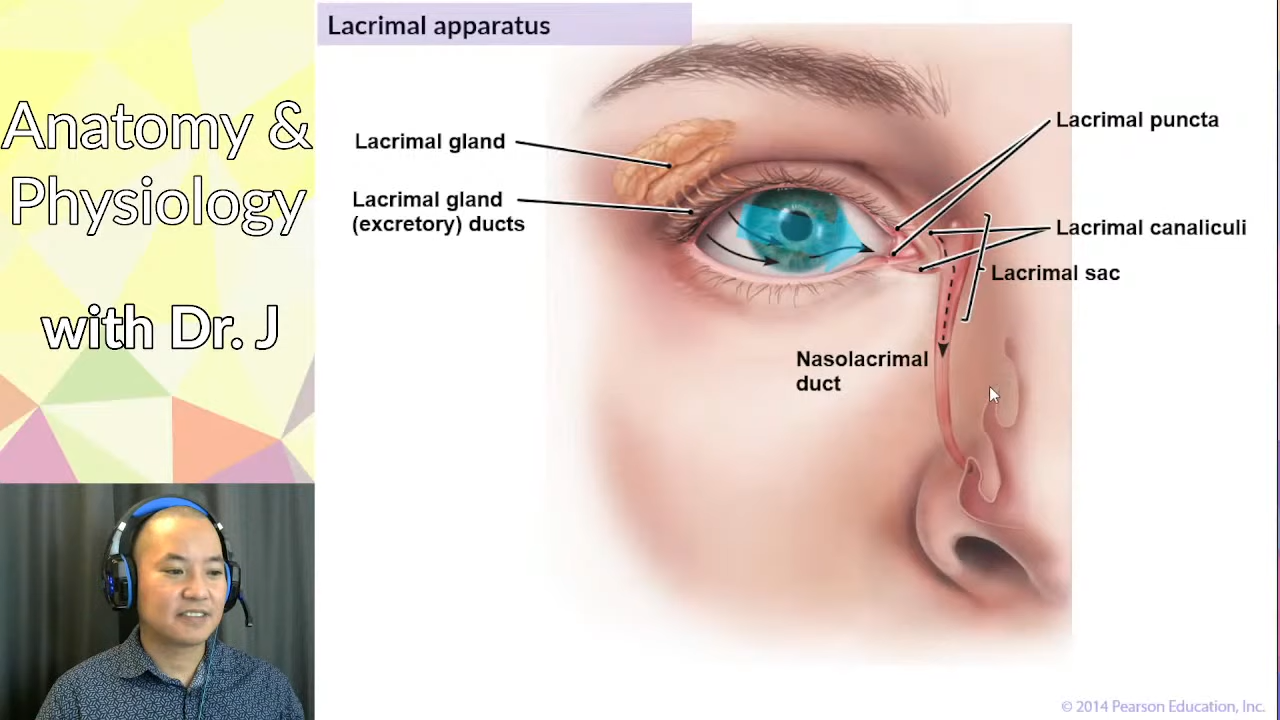 Lacrimal apparatus
Anatomy &
Physiology
with Dr. J
Lacrimal gland
Lacrimal gland
(excretory) ducts
Lacrimal puncta
Lacrimal canaliculi
Lacrimal sac
Nasolacrimal
duct
© 2014 Pearson Education, Inc.